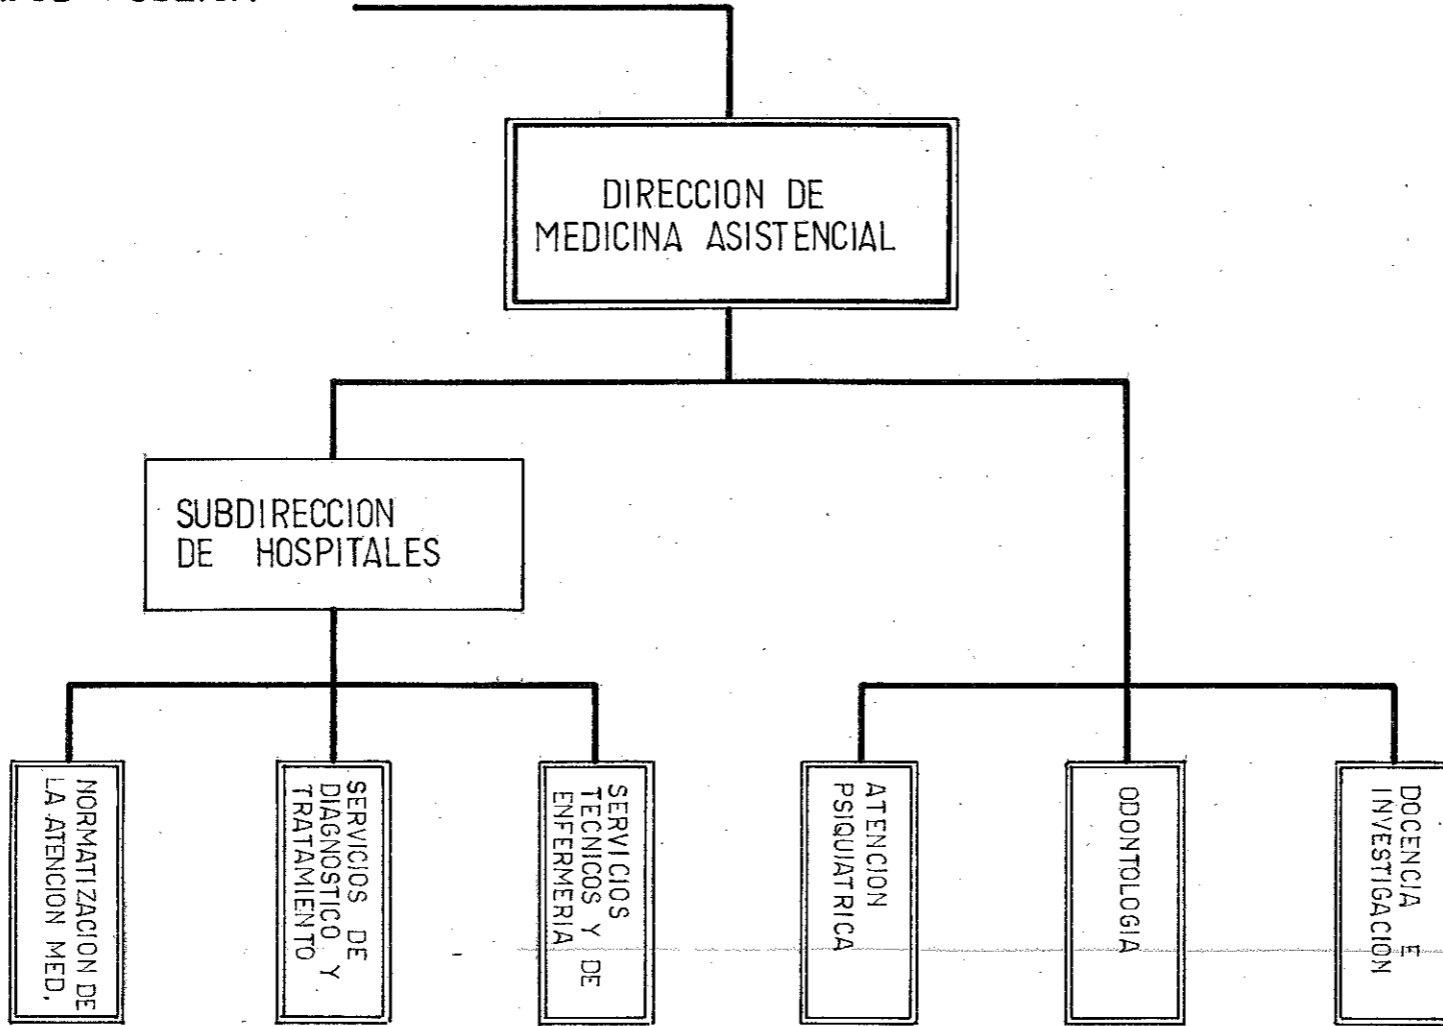 DIRECCION DE
MEDICINA ASISTENCIAL
SUBDIRECCION
DE HOSPITALES
NORMATIZACION DE
LA ATENCION MED.
SERVICIOS DE
DIAGNOSTICO Y
TRATAMIENTO
SERVICIOS
TECNICOS Y DE
ENFERMERIA
ATENCION
PSIQUIATRICA
ODONTOLOGIA
DOCENCIA E
INVESTIGACION